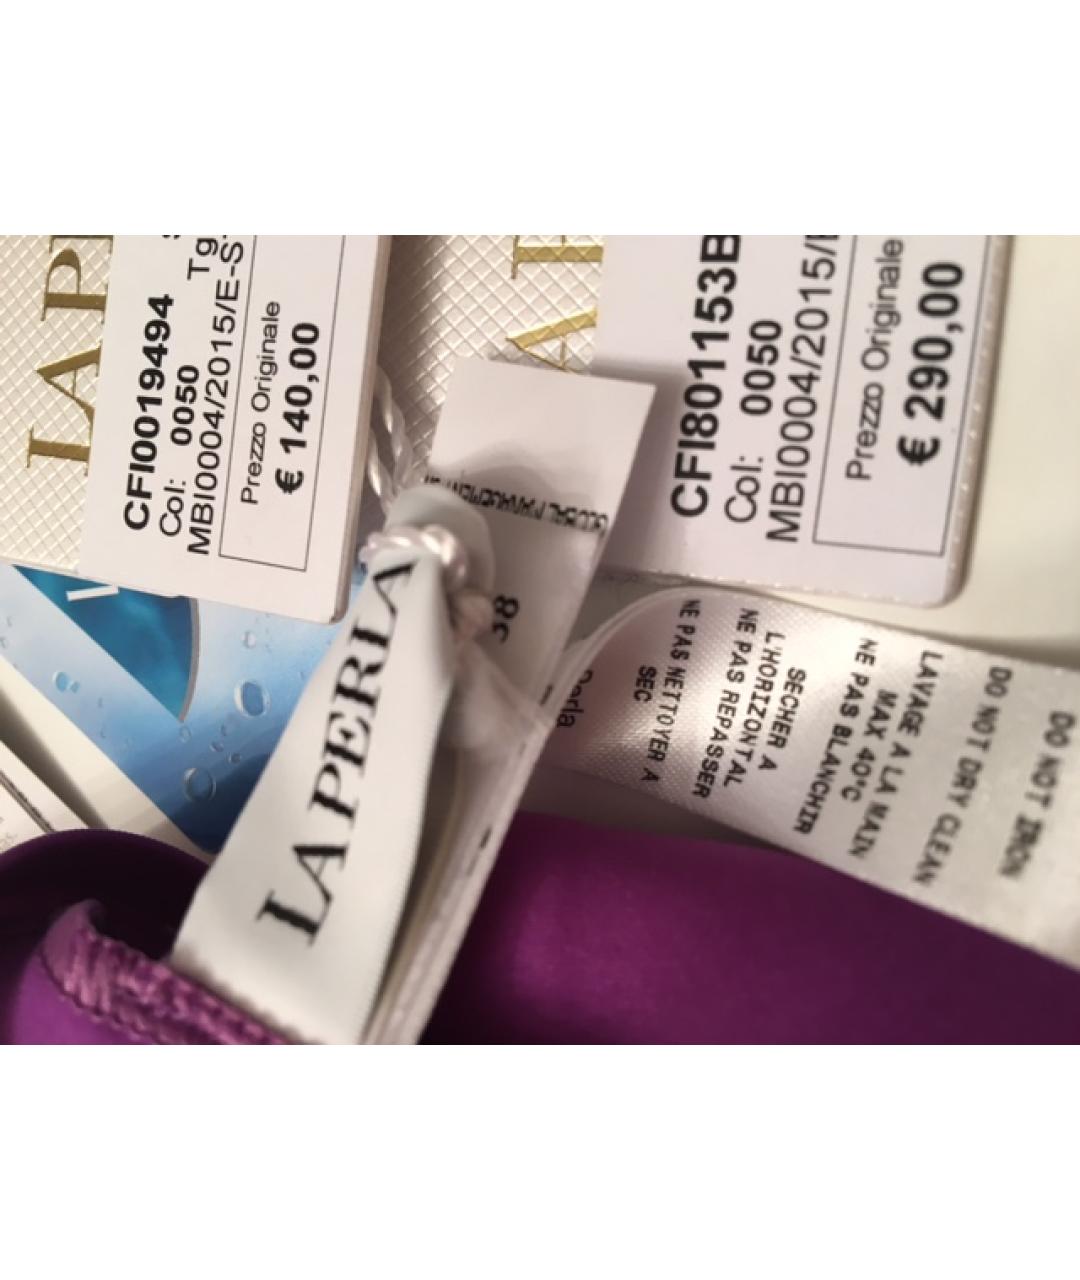 LA PE
CFI0019494
Col: 0050
Tg
MBI0004/2015/E-S
Prezzo Originale
€ 140,00
CFI801153B
Col: 0050
MBI0004/2015/
Prezzo Originale
€ 290,00
38
LA PERLA
DO NOT IRON
DO NOT DRY CLEAN
LAVAGE A LA MAIN
MAX 40°C
NE PAS BLANCHIR
SECHER A
L'HORIZONTAL
NE PAS REPASSER
NE PAS NETTOYER A
SEC